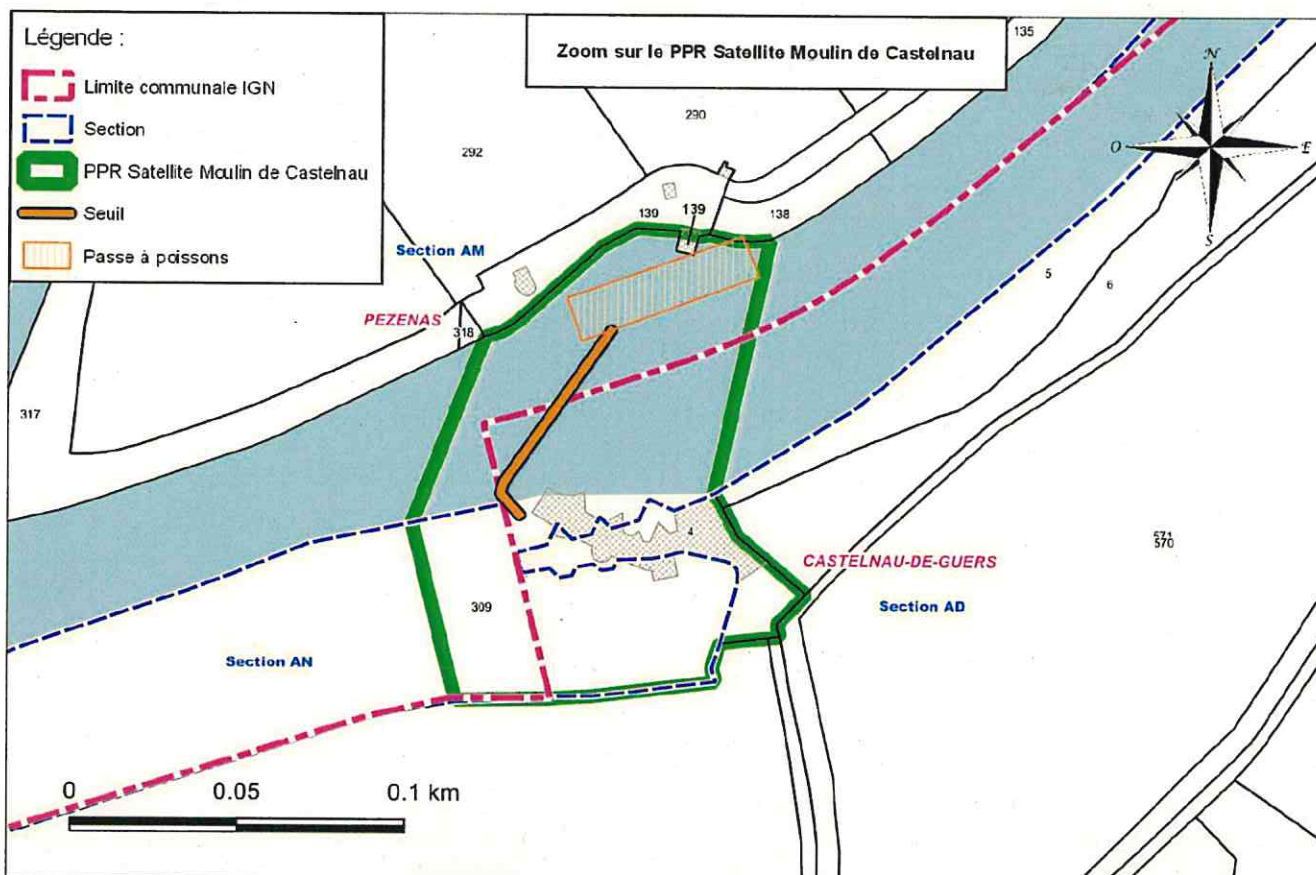 Légende :
Limite communale IGN
Section
PPR Satellite Moulin de Castelnau
Seuil
Passe à poissons
Zoom sur le PPR Satellite Moulin de Castelnau
135
290
292
N
O
E
S
139
139
138
Section AM
5
6
PEZENAS
318
317
4
571
570
CASTELNAU-DE-GUERS
309
Section AD
Section AN
0
0.05
0.1 km